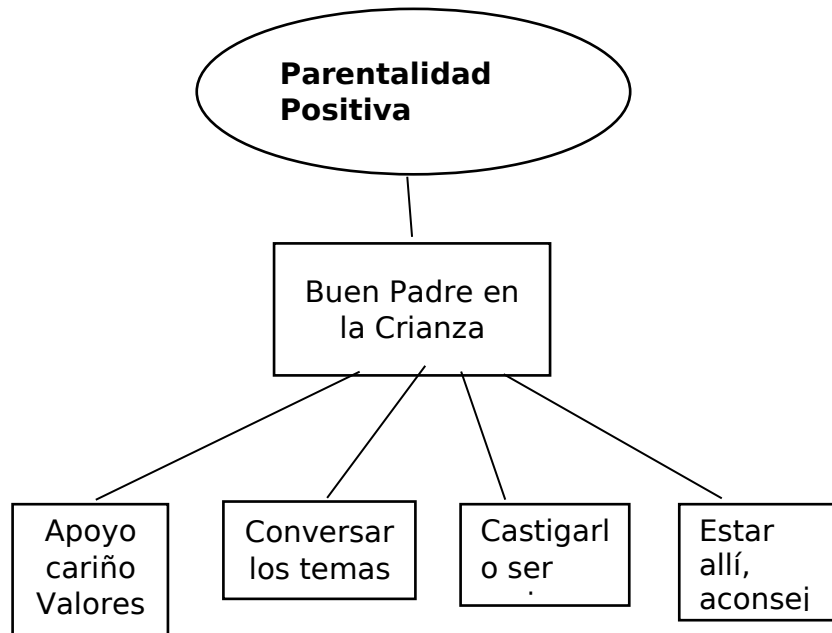 Parentalidad
Positiva
Buen Padre en
la Crianza
Apoyo
cariño
Valores
Conversar
los temas
Castigarl
o ser
Estar
allí,
aconsej